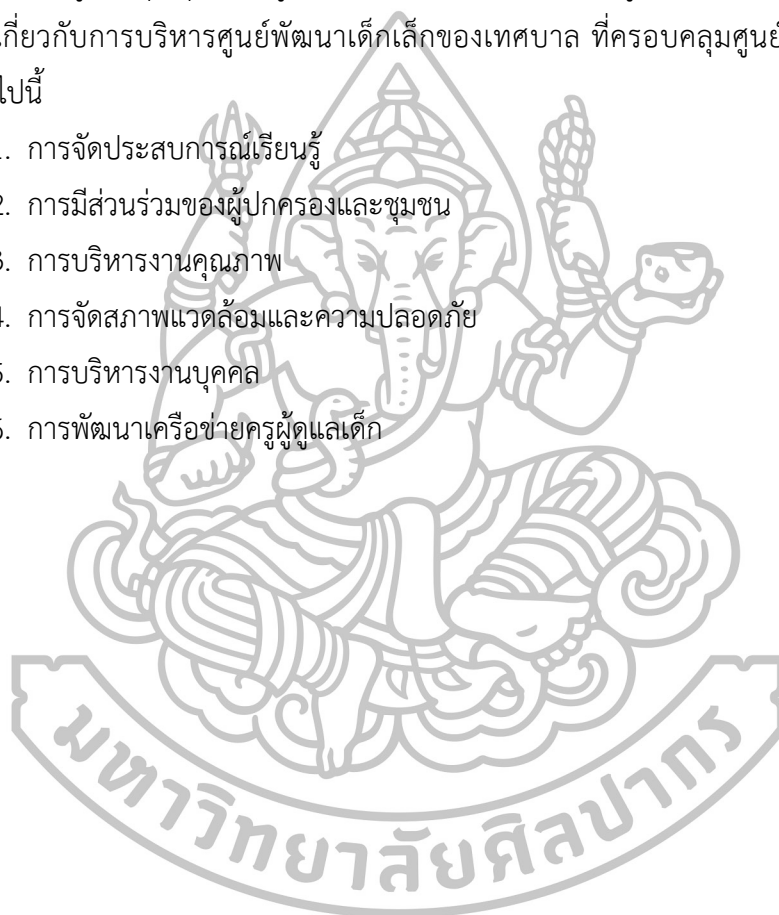 เกี่ยวกับการบริหารศูนย์พัฒนาเด็กเล็กของเทศบาล ที่ครอบคลุมศูนย์
ไปนี้
1. การจัดประสบการณ์เรียนรู้
2. การมีส่วนร่วมของผู้ปกครองและชุมชน
3. การบริหารงานคุณภาพ
4. การจัดสภาพแวดล้อมและความปลอดภัย
5. การบริหารงานบุคคล
6. การพัฒนาเครือข่ายครูผู้ดูแลเด็ก
มหาวิทยาลัยศิลปากร